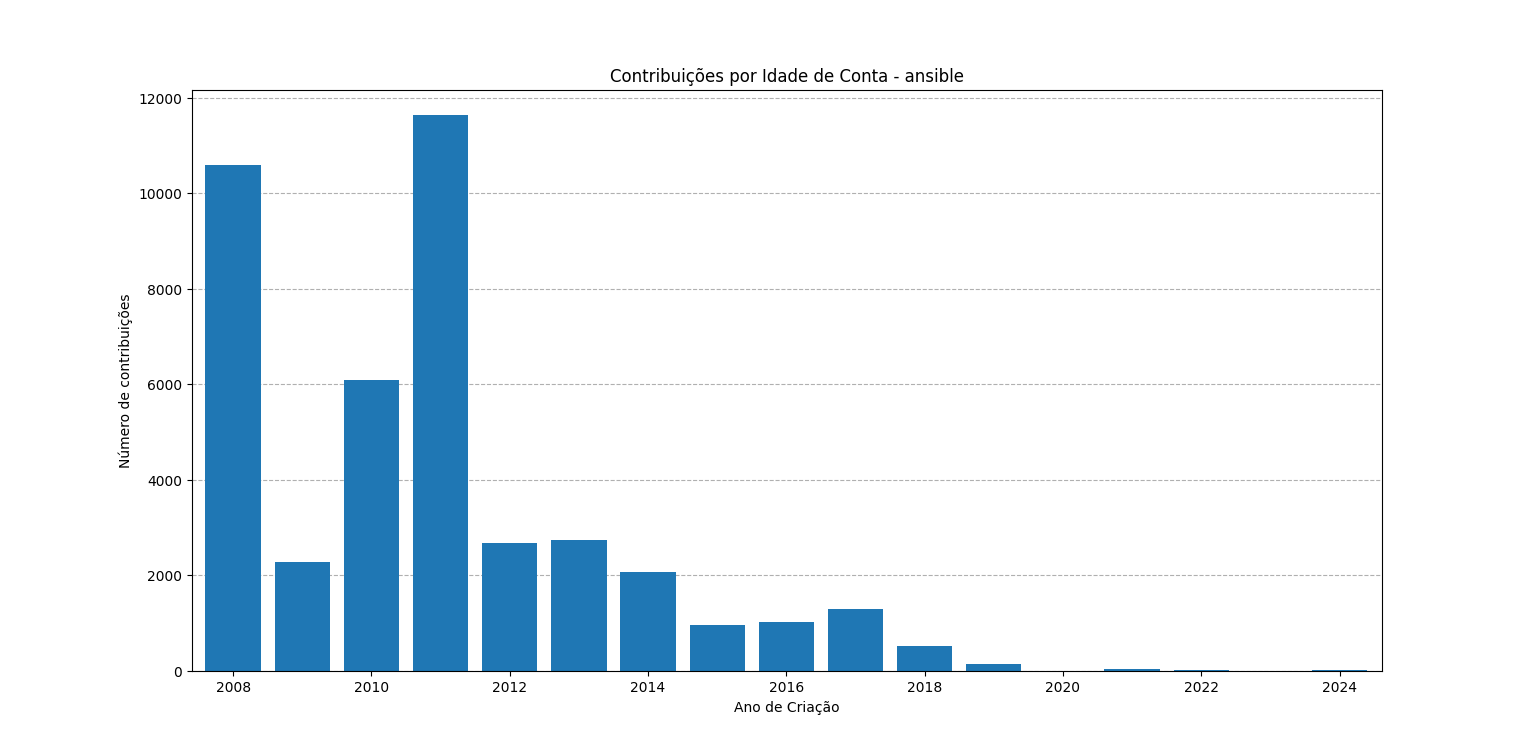 Contribuições por Idade de Conta - ansible
12000
10000
8000
6000
4000
2000
0
Número de contribuições
2008 2010 2012 2014 2016 2018 2020 2022 2024
Ano de Criação